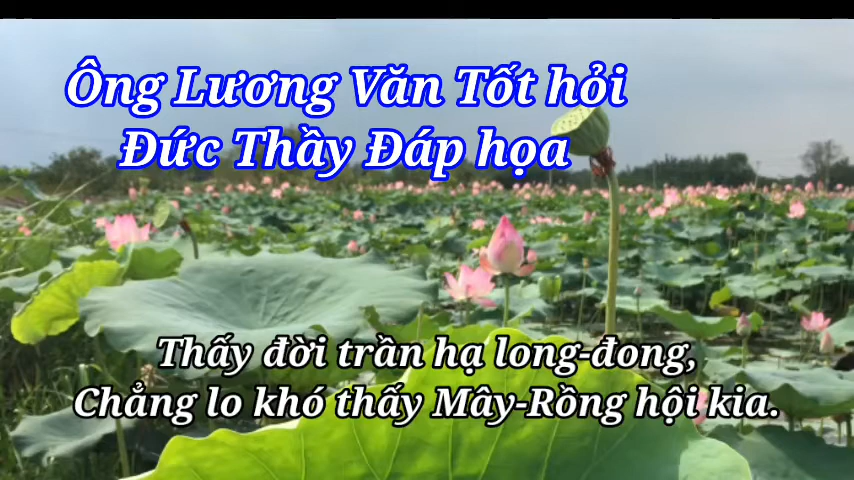 Ông Lương Văn Tốt hỏi
Đức Thầy Đáp họa
Thấy đời trần hạ long-đong,
Chẳng lo khó thấy Mây-Rồng hội kia.